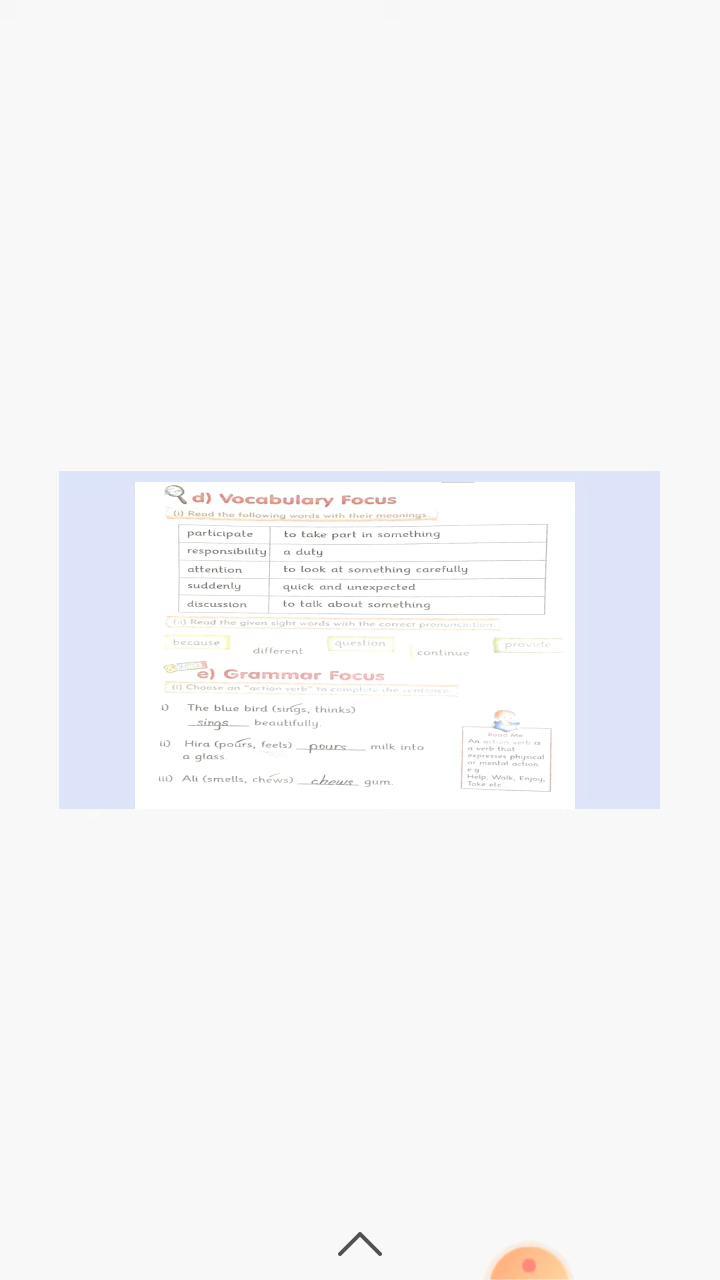 d) Vocabulary Focus
(i) Read the following words with their meanings.
participate to take part in something
responsibility a duty
attention to look at something carefully
suddenly quick and unexpected
discussion to talk about something
(ii) Read the given sight words with the correct pronunciation.
because different question continue provide
e) Grammar Focus
(i) Choose an "action verb" to complete the sentence.
i) The blue bird (sings, thinks)
sings beautifully.
ii) Hira (pours, feels) pours milk into
a glass.
iii) Ali (smells, chews) chews gum.
Read Me
An action verb is
a verb that
expresses physical
or mental action.
e.g
Help, Walk, Enjoy,
Take etc.